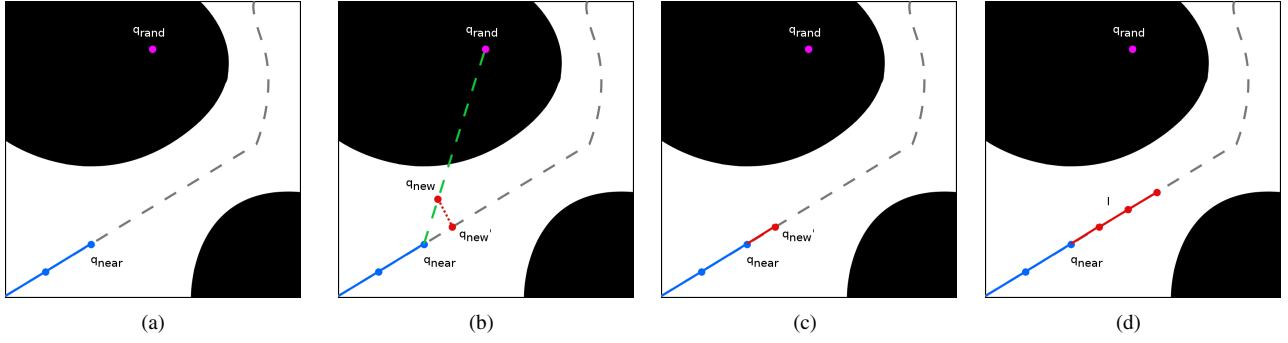 qrand
qnear
(a)
qrand
qnew
qnew'
qnear
(b)
qrand
qnew'
qnear
(c)
qrand
l
qnear
(d)